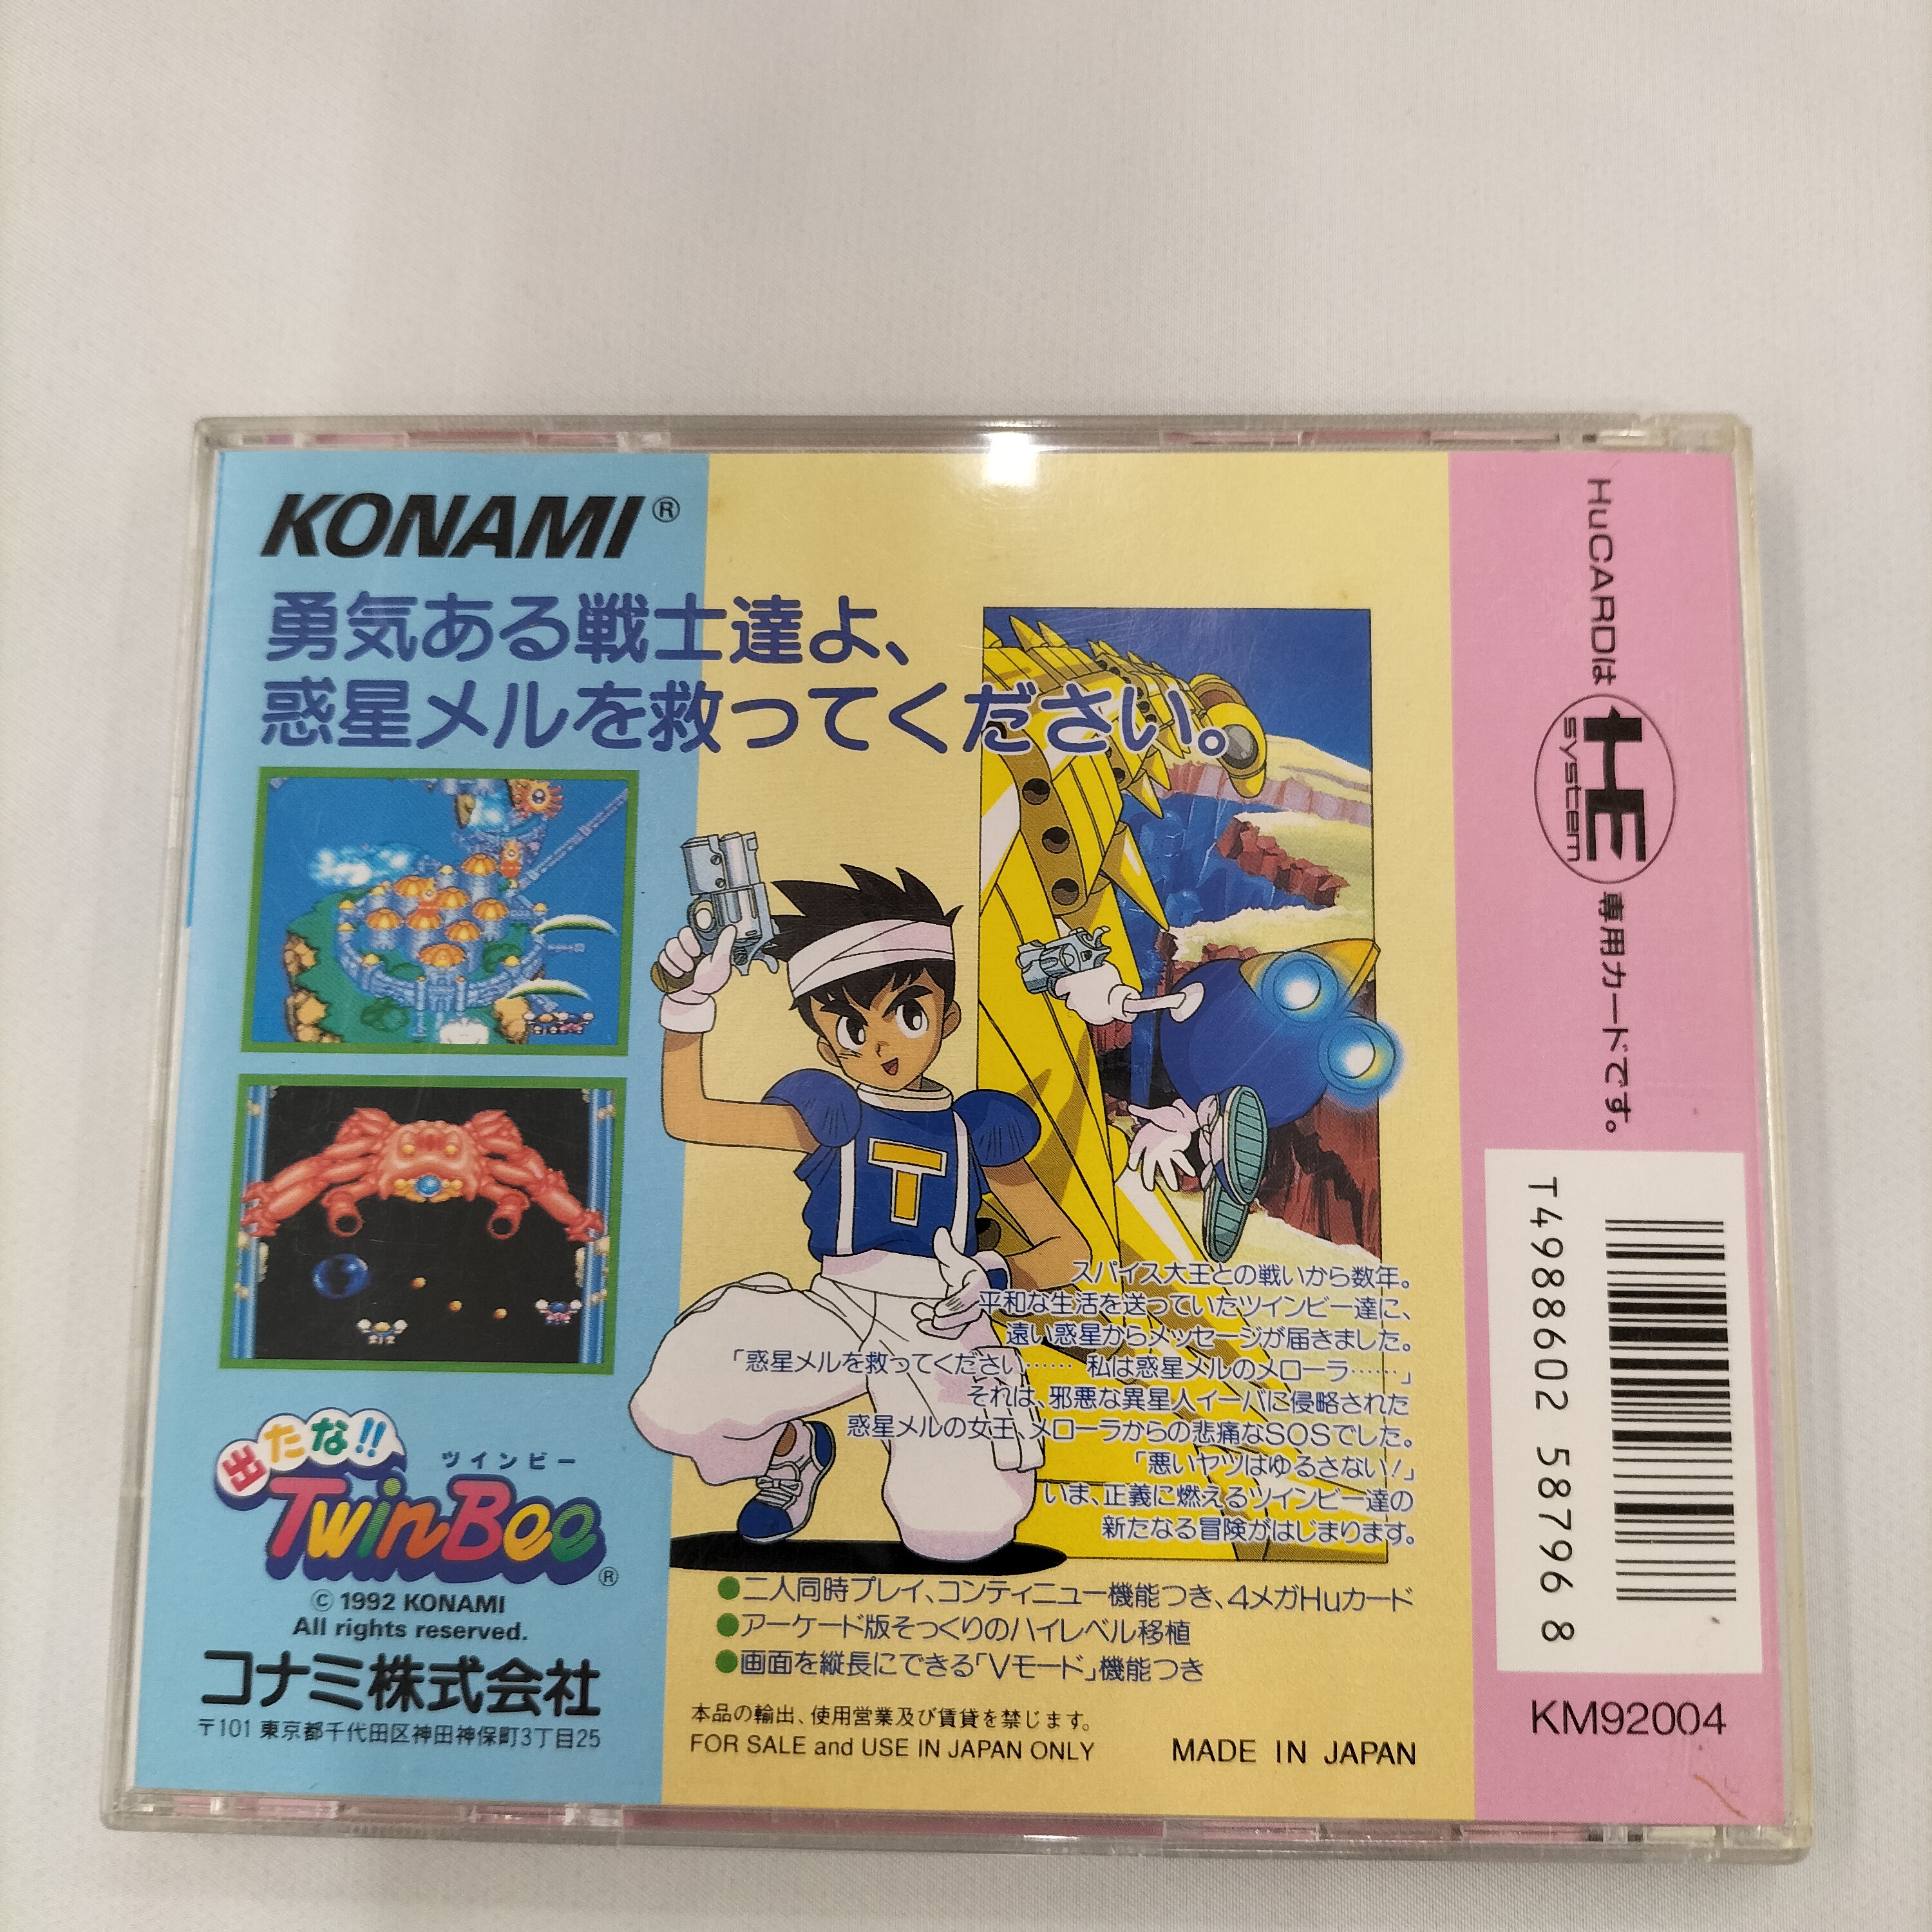 KONAMI®
勇気ある戦士達よ、
惑星メルを救ってください。
T
スパイス大王との戦いから数年。
平和な生活を送っていたツインビー達に、
遠い惑星からメッセージが届きました。
「惑星メルを救ってください…… 私は惑星メルのメローラ……」
それは、邪悪な異星人イーバに侵略された
惑星メルの女王、メローラからの悲痛なSOSでした。
「悪いヤツはゆるさない!」
いま、正義に燃えるツインビー達の
新たなる冒険がはじまります。
出たな!!
ツインビー
TwinBee®
© 1992 KONAMI
All rights reserved.
コナミ株式会社
〒101 東京都千代田区神田神保町3丁目25
●二人同時プレイ、コンティニュー機能つき、4メガHuカード
●アーケード版そっくりのハイレベル移植
●画面を縦長にできる「Vモード」機能つき
本品の輸出、使用営業及び賃貸を禁じます。
FOR SALE and USE IN JAPAN ONLY
MADE IN JAPAN
HuCARDは
HE
system
専用カードです。
T4988602 58796 8
KM92004